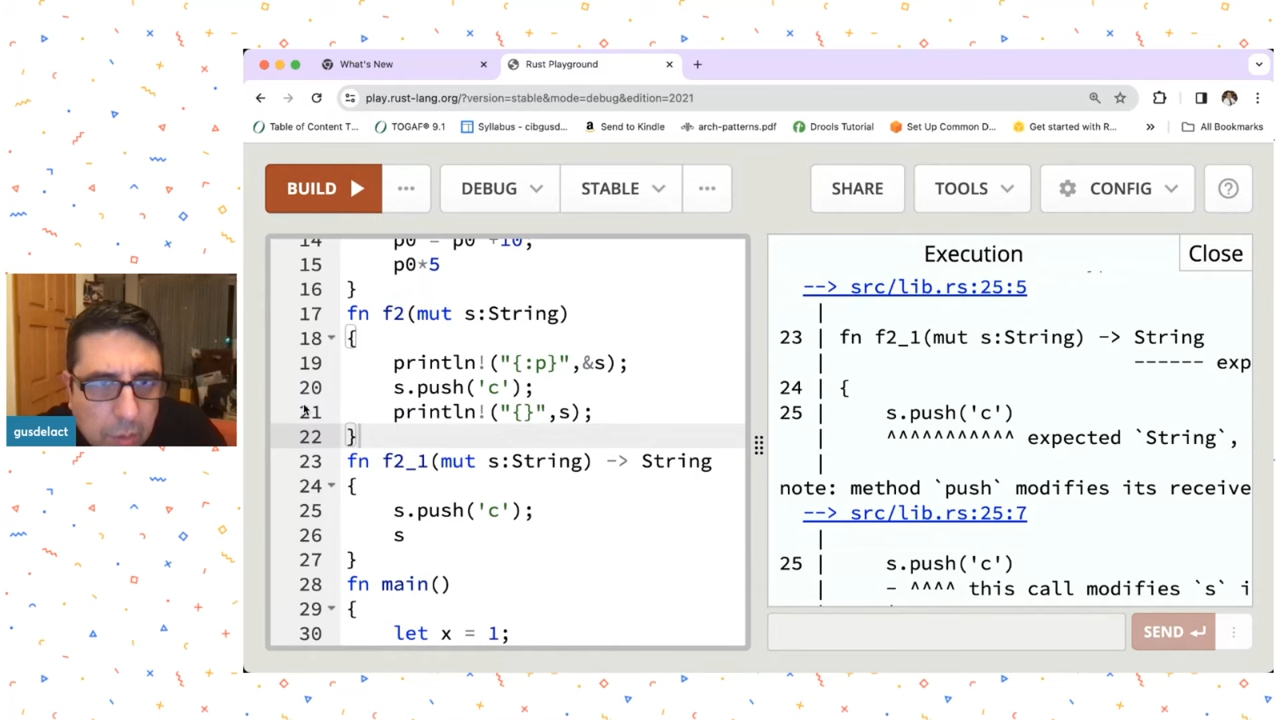 What's New
Rust Playground
play.rust-lang.org/?version=stable&mode=debug&edition=2021
Table of Content T...
TOGAF® 9.1
Syllabus - cibgusd...
Send to Kindle
arch-patterns.pdf
Drools Tutorial
Set Up Common D...
Get started with R...
All Bookmarks
BUILD
DEBUG
STABLE
SHARE
TOOLS
CONFIG
14 p0 = p0 +10;
15 p0*5
16 }
17 fn f2(mut s:String)
18 {
19 println!("{:p}",&s);
20 s.push('c');
21 println!("{}",s);
22 }
23 fn f2_1(mut s:String) -> String
24 {
25 s.push('c');
26 s
27 }
28 fn main()
29 {
30 let x = 1;
Execution
Close
--> src/lib.rs:25:5
|
23 | fn f2_1(mut s:String) -> String
| ------ exp
24 | {
25 | s.push('c')
| ^^^^^^^^^^^ expected `String`,
|
note: method `push` modifies its receive
--> src/lib.rs:25:7
|
25 | s.push('c')
| - ^^^^ this call modifies `s` i
SEND
gusdelact